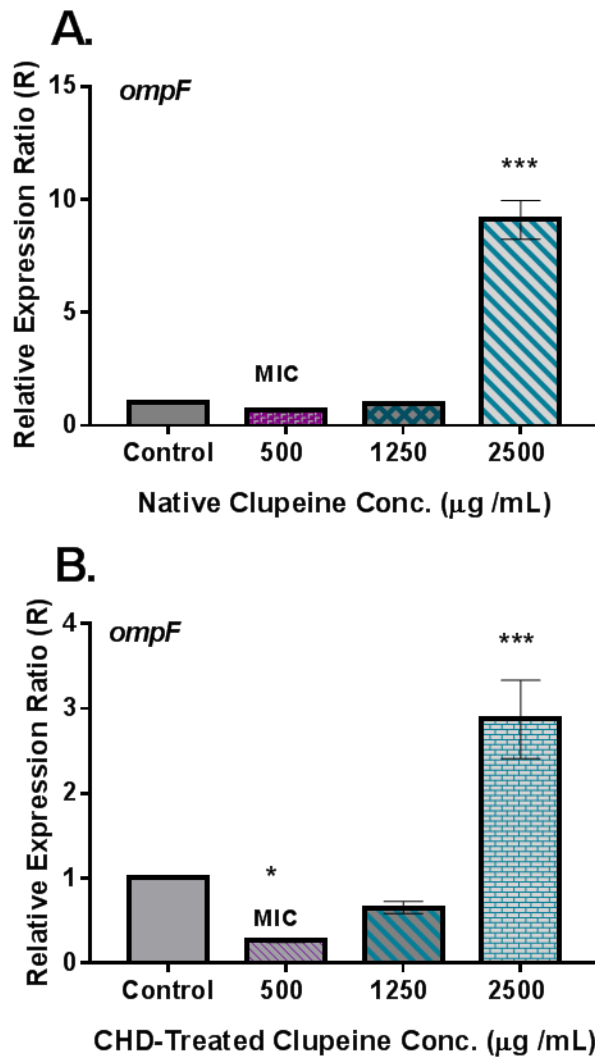 A.
ompF
Relative Expression Ratio (R)
15
10
5
0
***
MIC
Control 500 1250 2500
Native Clupeine Conc. (μg /mL)
B.
ompF
Relative Expression Ratio (R)
4
3
2
1
0
***
*
MIC
Control 500 1250 2500
CHD-Treated Clupeine Conc. (μg /mL)